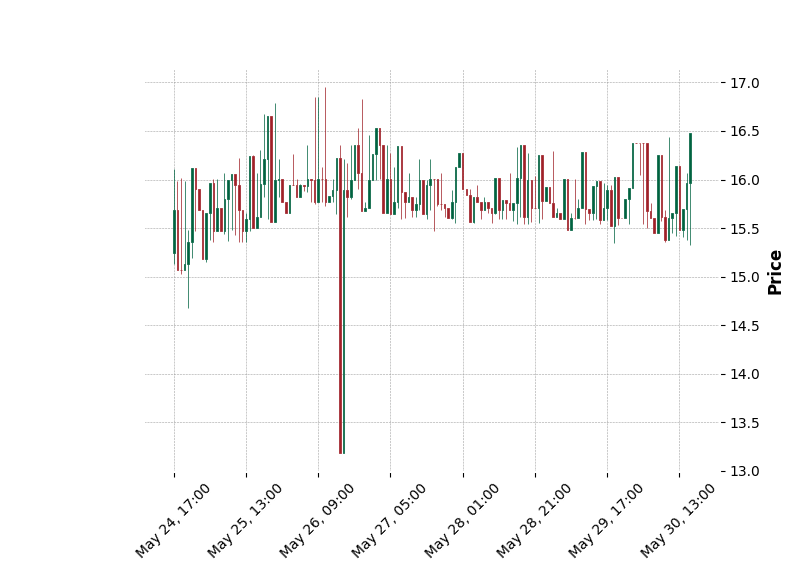 17.0
16.5
16.0
15.5
15.0
14.5
14.0
13.5
13.0
Price
May 24, 17:00
May 25, 13:00
May 26, 09:00
May 27, 05:00
May 28, 01:00
May 28, 21:00
May 29, 17:00
May 30, 13:00